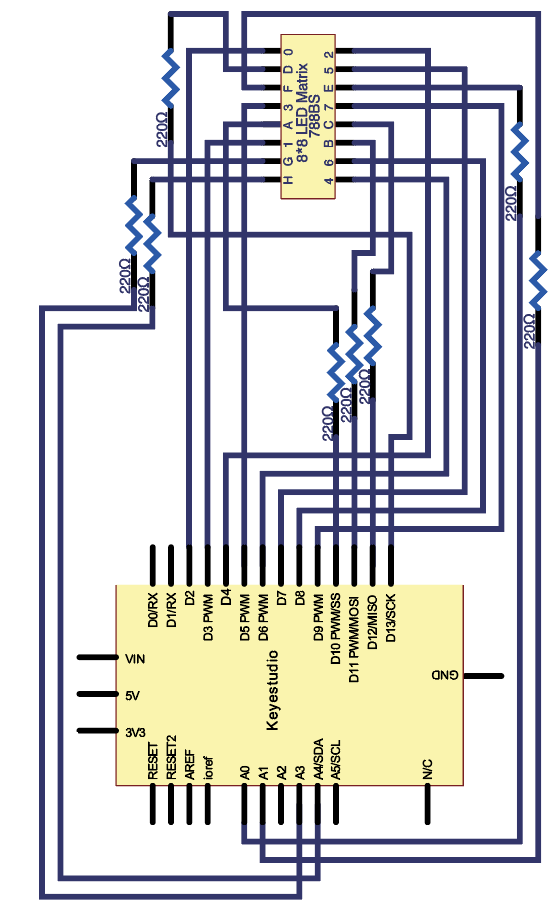 0 2
D 5
F E
3 7
A C
1 B
G 6
H 4
8*8 LED Matrix
788BS
220Ω
220Ω
220Ω
220Ω
220Ω
220Ω
220Ω
220Ω
D0/RX
D1/RX
D2
D3 PWM
D4
D5 PWM
D6 PWM
D7
D8
D9 PWM
D10 PWM/SS
D11 PWM/MOSI
D12/MISO
D13/SCK
Keyestudio
VIN
5V
3V3
GND
RESET
RESET2
AREF
ioref
A0
A1
A2
A3
A4/SDA
A5/SCL
N/C